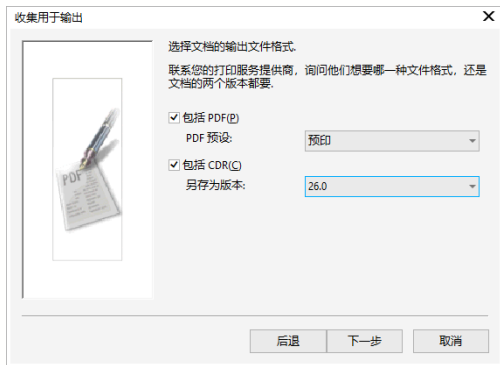 收集用于输出
选择文档的输出文件格式.
联系您的打印服务提供商，询问他们想要哪一种文件格式，还是
文档的两个版本都要.
包括 PDF(P)
PDF 预设: 预印
包括 CDR(C)
另存为版本: 26.0
PDF
后退 下一步 取消